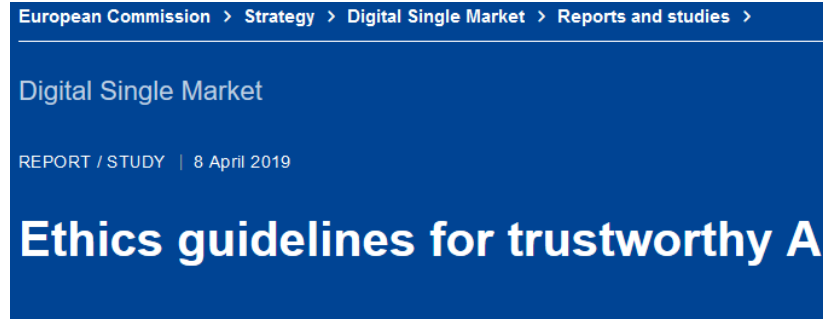 European Commission > Strategy > Digital Single Market > Reports and studies >
Digital Single Market
REPORT / STUDY | 8 April 2019
Ethics guidelines for trustworthy A